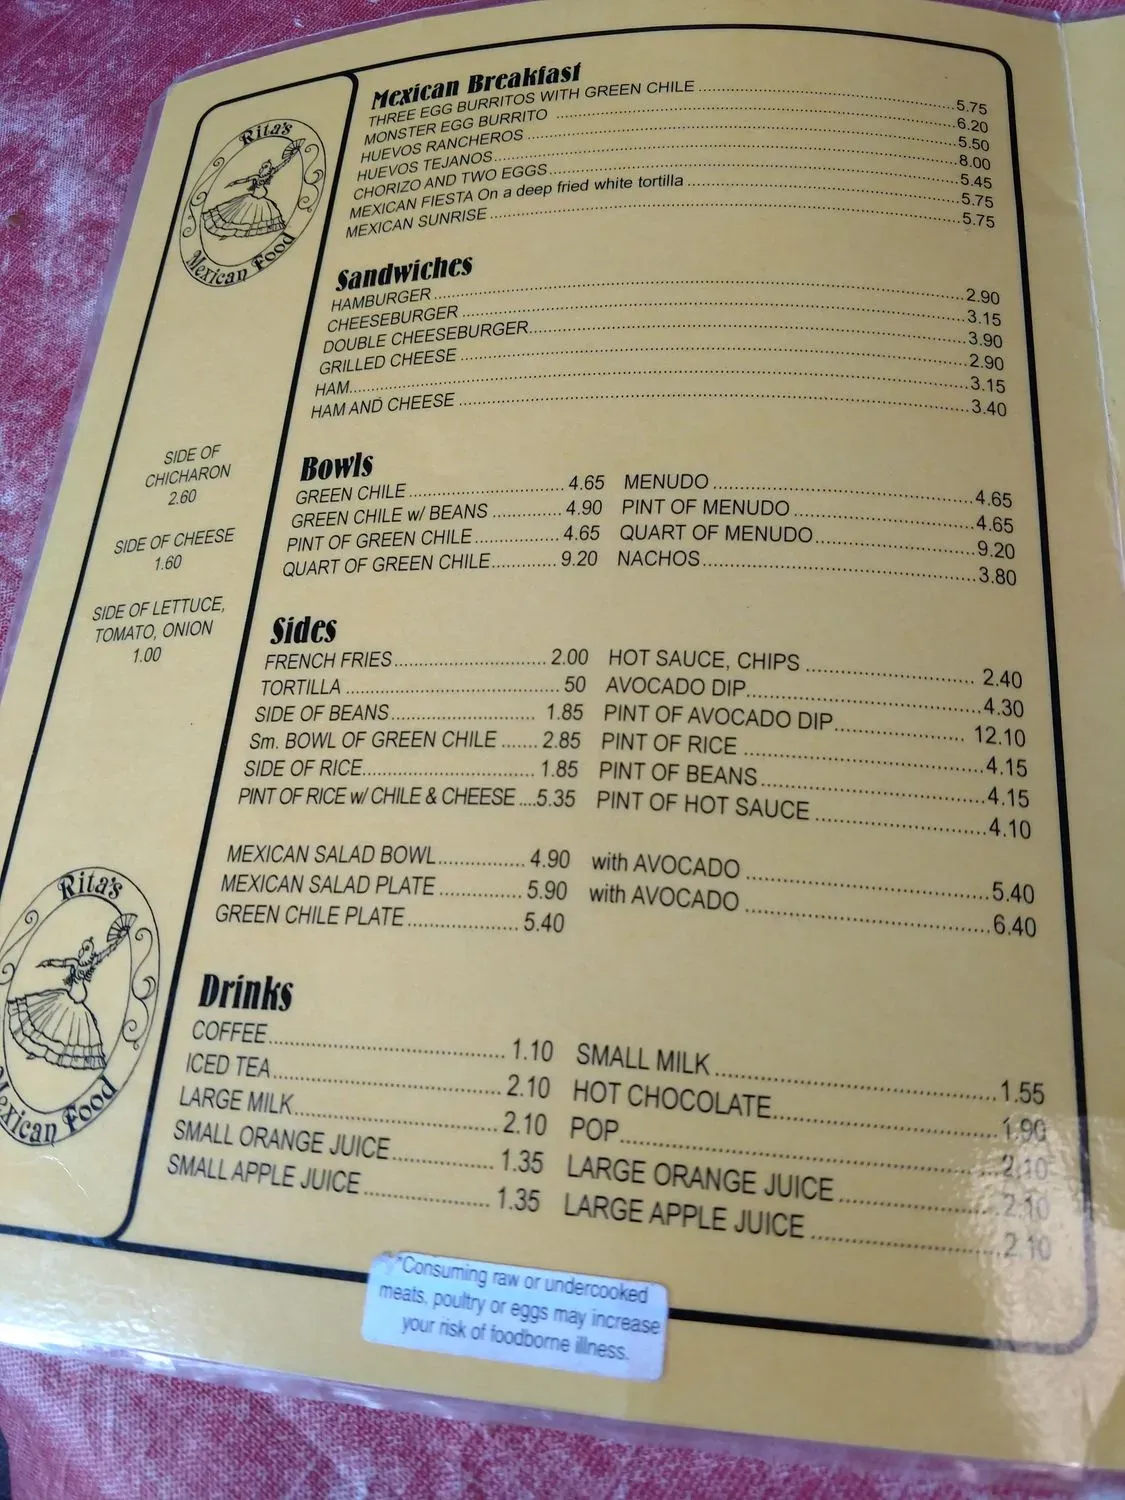 Rita's
Mexican Food
SIDE OF
CHICHARON
2.60
SIDE OF CHEESE
1.60
SIDE OF LETTUCE,
TOMATO, ONION
1.00
Rita's
Mexican Food
Mexican Breakfast
THREE EGG BURRITOS WITH GREEN CHILE 5.75
MONSTER EGG BURRITO 6.20
HUEVOS RANCHEROS 5.50
HUEVOS TEJANOS 8.00
CHORIZO AND TWO EGGS 5.45
MEXICAN FIESTA On a deep fried white tortilla 5.75
MEXICAN SUNRISE 5.75
Sandwiches
HAMBURGER 2.90
CHEESEBURGER 3.15
DOUBLE CHEESEBURGER 3.90
GRILLED CHEESE 2.90
HAM 3.15
HAM AND CHEESE 3.40
Bowls
GREEN CHILE 4.65 MENUDO 4.65
GREEN CHILE w/ BEANS 4.90 PINT OF MENUDO 4.65
PINT OF GREEN CHILE 4.65 QUART OF MENUDO 9.20
QUART OF GREEN CHILE 9.20 NACHOS 3.80
Sides
FRENCH FRIES 2.00 HOT SAUCE, CHIPS 2.40
TORTILLA 50 AVOCADO DIP 4.30
SIDE OF BEANS 1.85 PINT OF AVOCADO DIP 12.10
Sm. BOWL OF GREEN CHILE 2.85 PINT OF RICE 4.15
SIDE OF RICE 1.85 PINT OF BEANS 4.15
PINT OF RICE w/ CHILE & CHEESE 5.35 PINT OF HOT SAUCE 4.10
MEXICAN SALAD BOWL 4.90 with AVOCADO 5.40
MEXICAN SALAD PLATE 5.90 with AVOCADO 6.40
GREEN CHILE PLATE 5.40
Drinks
COFFEE 1.10 SMALL MILK 1.55
ICED TEA 2.10 HOT CHOCOLATE 1.90
LARGE MILK 2.10 POP 2.10
SMALL ORANGE JUICE 1.35 LARGE ORANGE JUICE 2.10
SMALL APPLE JUICE 1.35 LARGE APPLE JUICE 2.10
*Consuming raw or undercooked
meats, poultry or eggs may increase
your risk of foodborne illness.